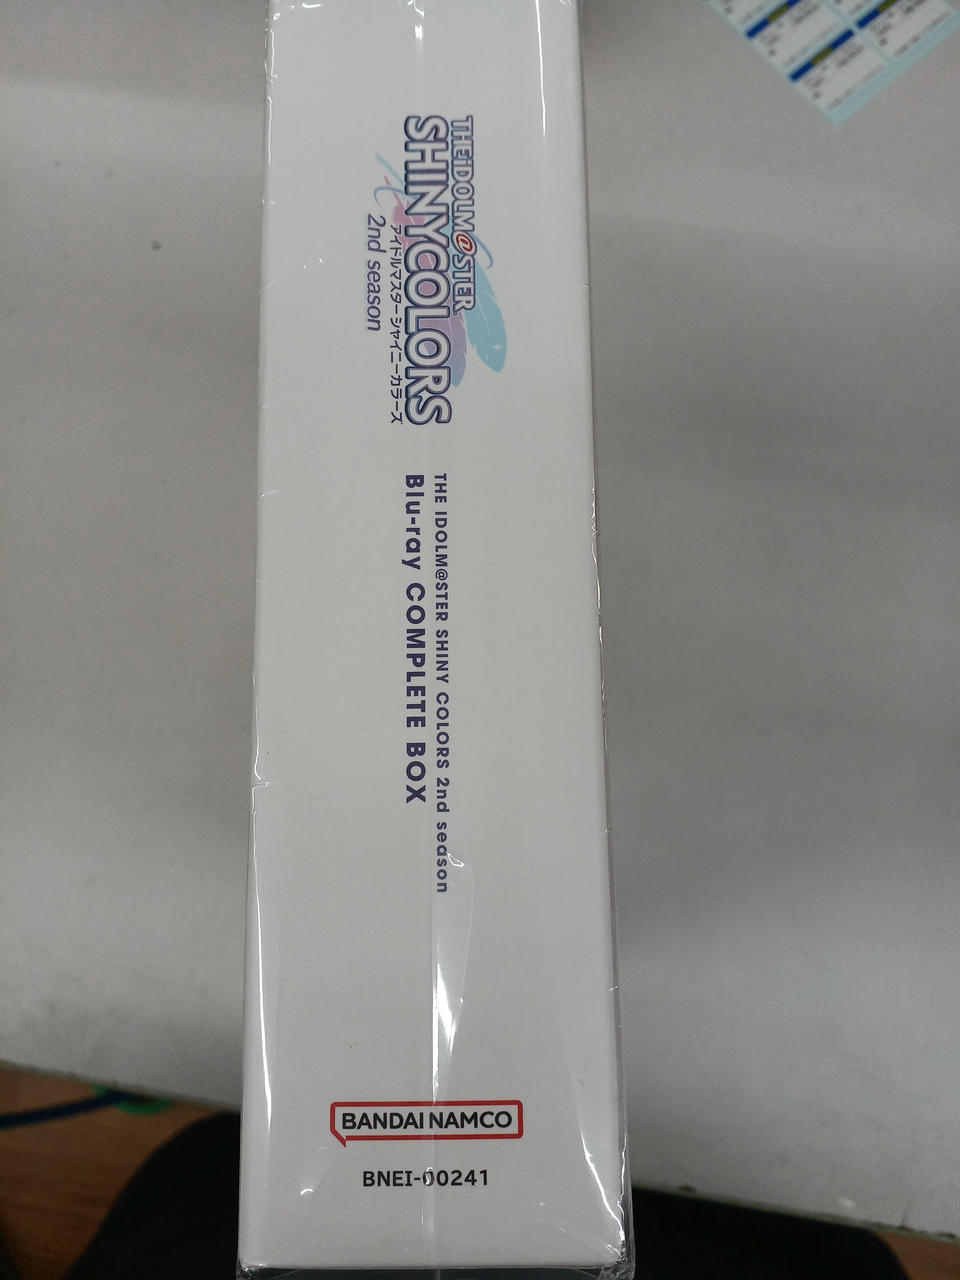 THE iDOLM@STER
SHINYCOLORS
アイドルマスター シャイニーカラーズ
2nd season
THE IDOLM@STER SHINY COLORS 2nd season
Blu-ray COMPLETE BOX
BANDAI NAMCO
BNEI-00241